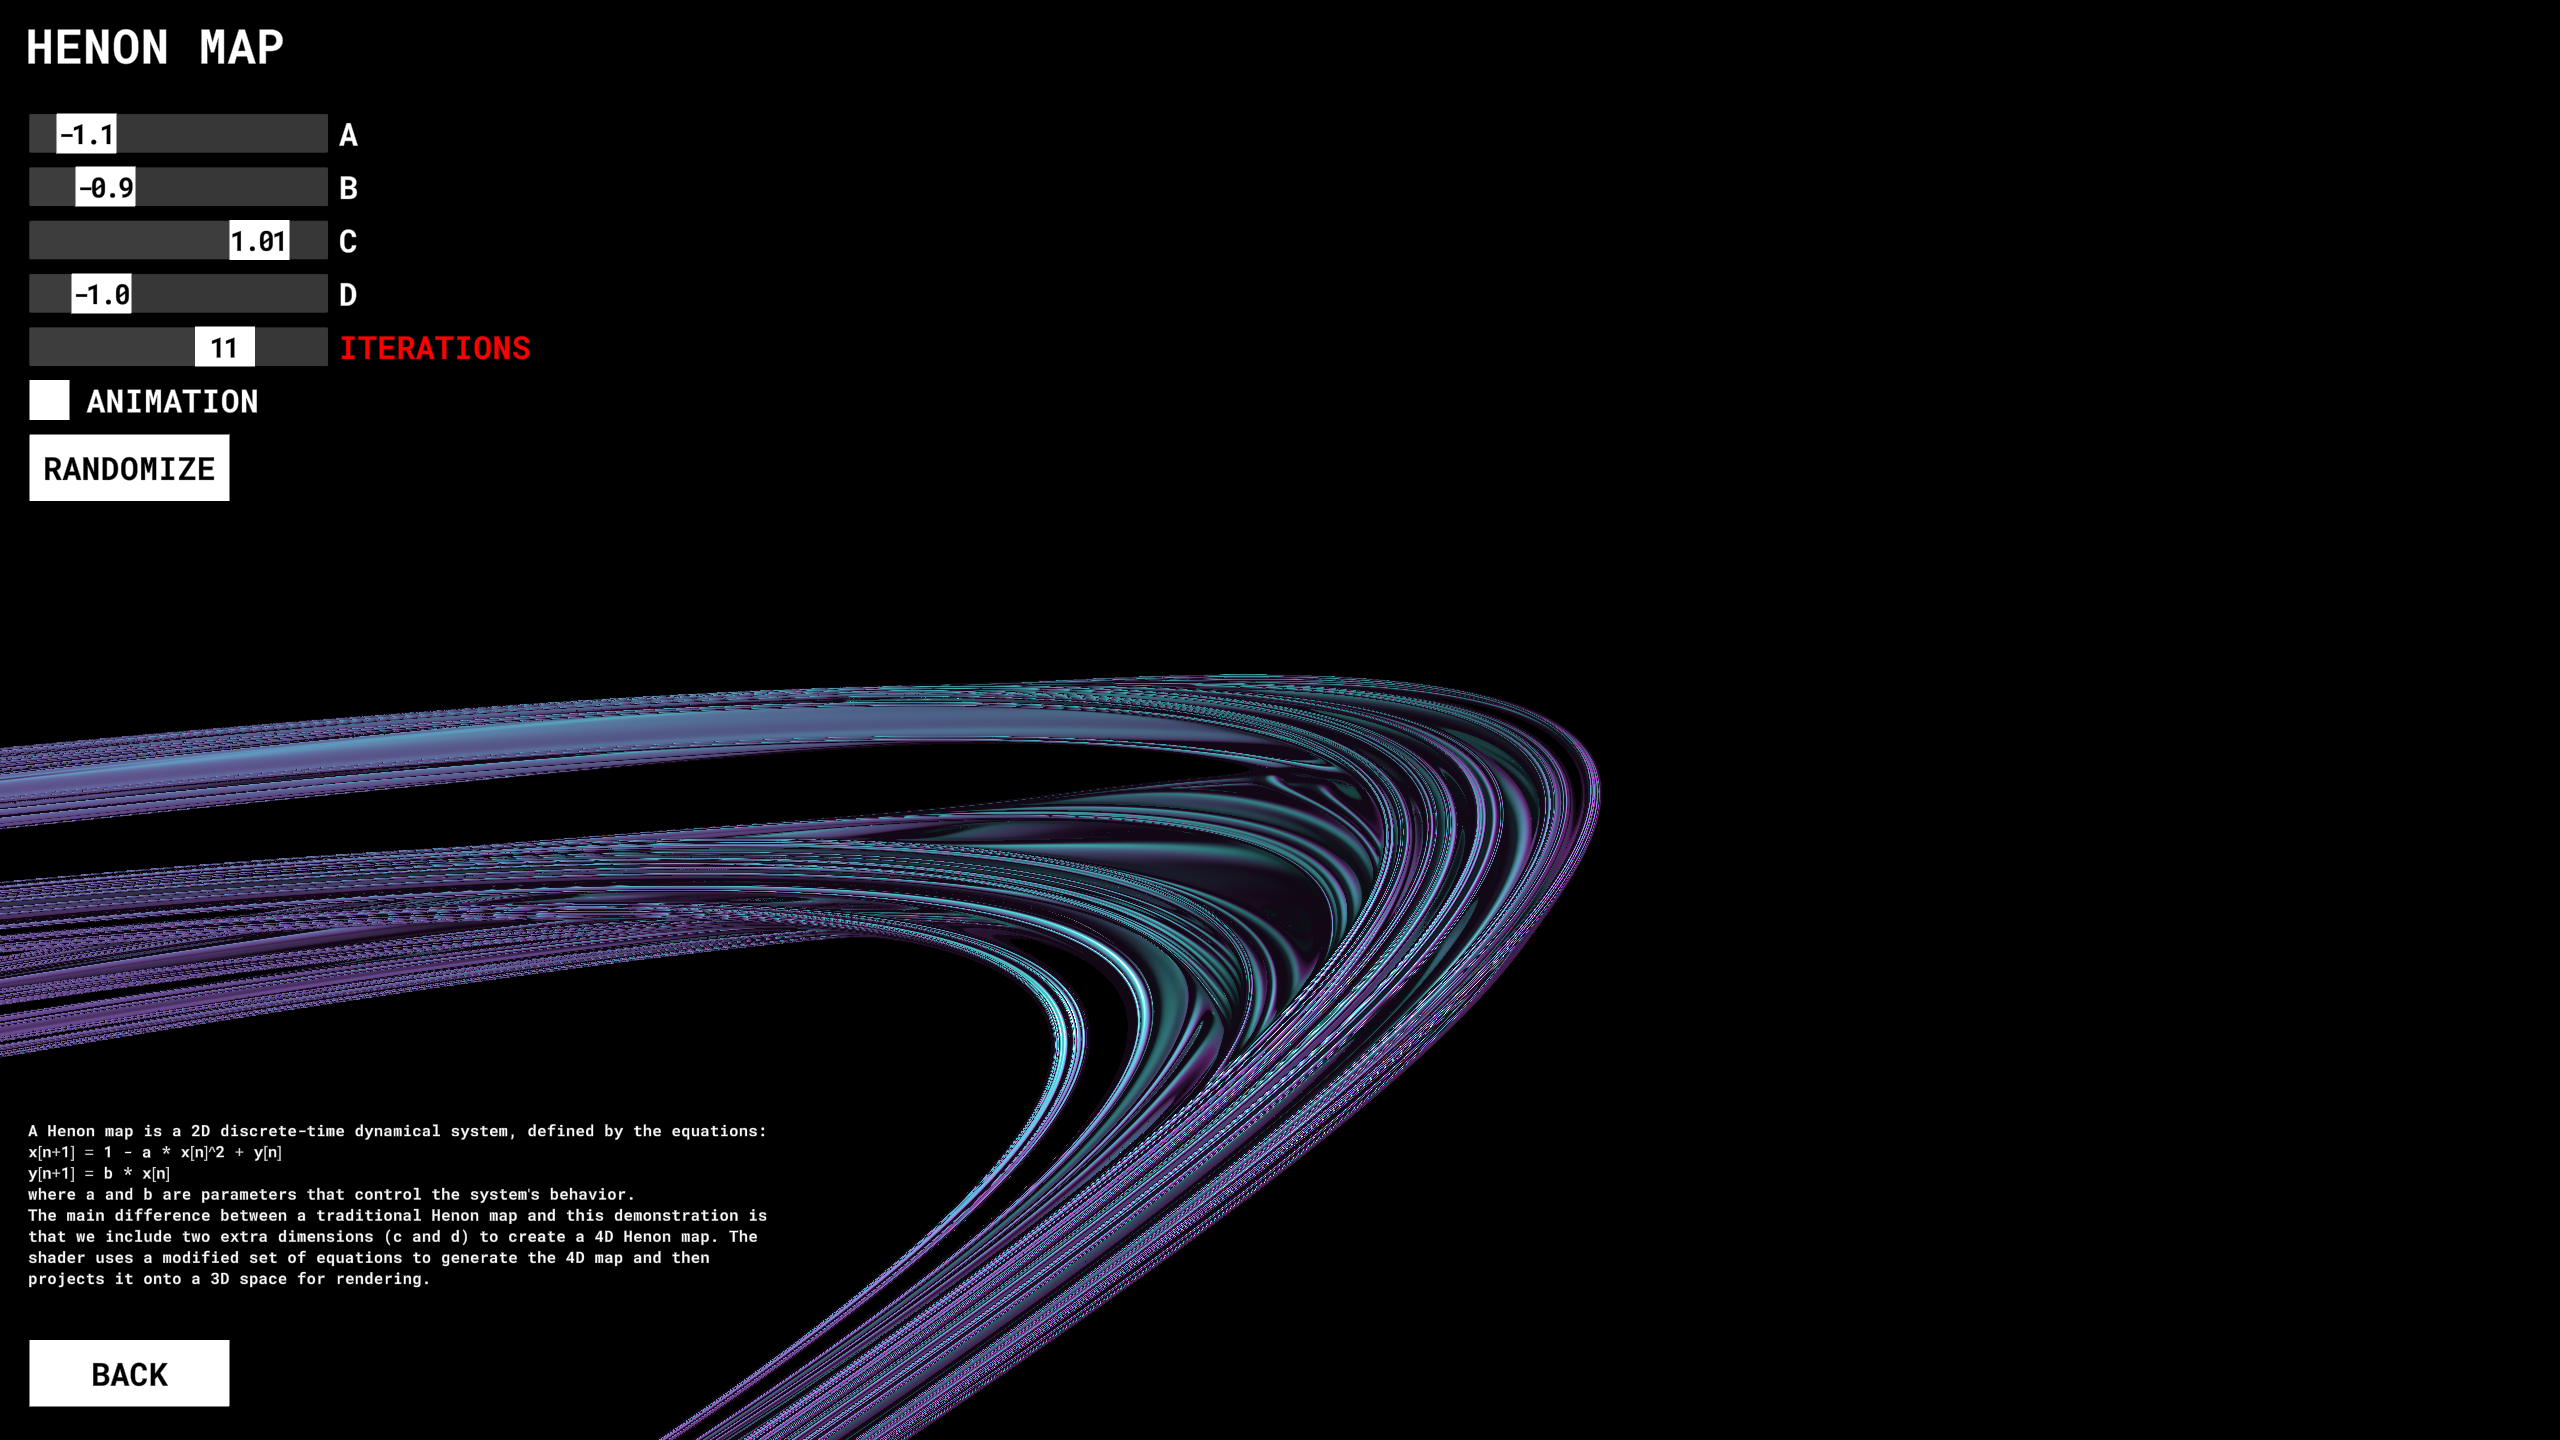 HENON MAP
-1.1 A
-0.9 B
1.01 C
-1.0 D
11 ITERATIONS
ANIMATION
RANDOMIZE
A Henon map is a 2D discrete-time dynamical system, defined by the equations:
x[n+1] = 1 - a * x[n]^2 + y[n]
y[n+1] = b * x[n]
where a and b are parameters that control the system's behavior.
The main difference between a traditional Henon map and this demonstration is
that we include two extra dimensions (c and d) to create a 4D Henon map. The
shader uses a modified set of equations to generate the 4D map and then
projects it onto a 3D space for rendering.
BACK